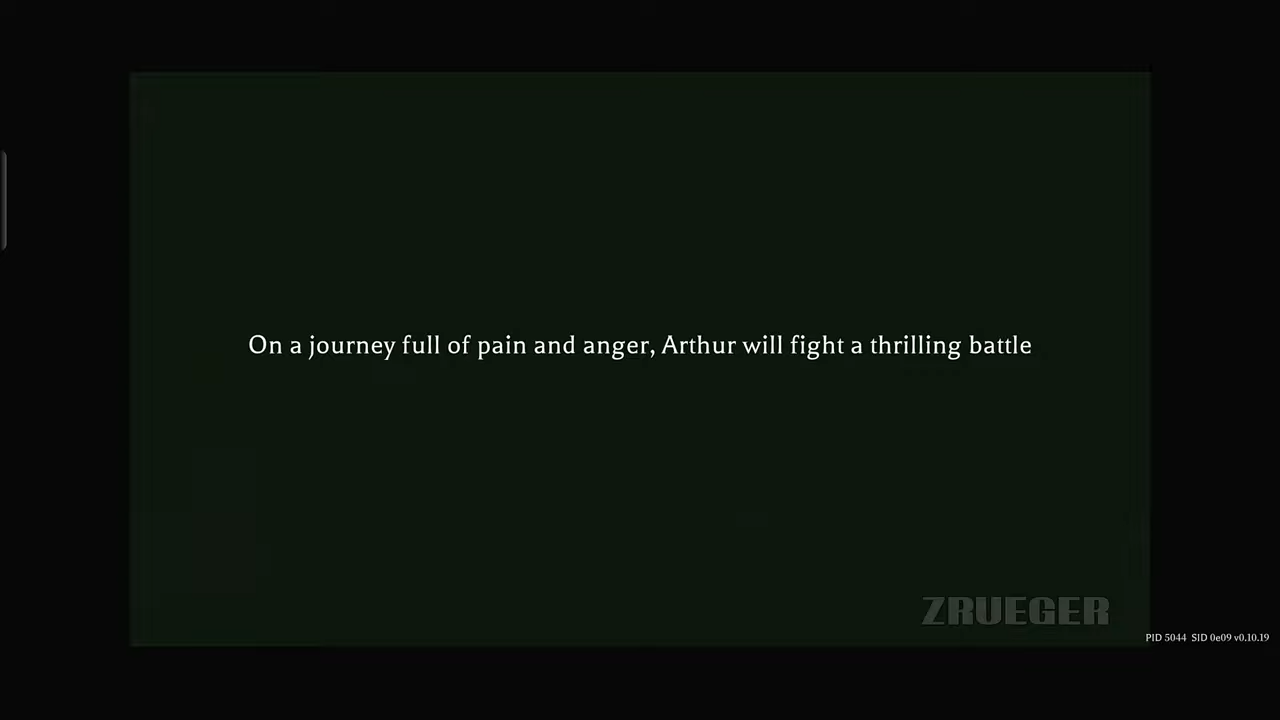 On a journey full of pain and anger, Arthur will fight a thrilling battle
ZRUEGER
PID 5044 SID 0e09 v0.10.19